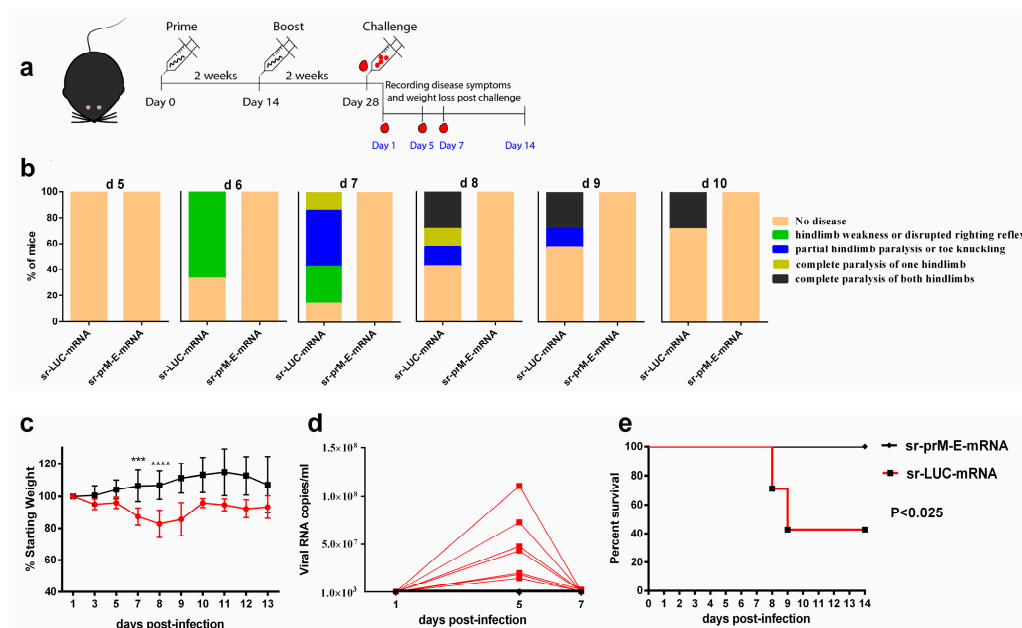 a
Prime
Boost
Challenge
2 weeks
2 weeks
Day 0
Day 14
Day 28
Recording disease symptoms
and weight loss post challenge
Day 1
Day 5
Day 7
Day 14
b
d 5
d 6
d 7
d 8
d 9
d 10
% of mice
100
80
60
40
20
0
sr-LUC-mRNA
sr-prM-E-mRNA
sr-LUC-mRNA
sr-prM-E-mRNA
sr-LUC-mRNA
sr-prM-E-mRNA
sr-LUC-mRNA
sr-prM-E-mRNA
sr-LUC-mRNA
sr-prM-E-mRNA
sr-LUC-mRNA
sr-prM-E-mRNA
No disease
hindlimb weakness or disrupted righting reflex
partial hindlimb paralysis or toe knuckling
complete paralysis of one hindlimb
complete paralysis of both hindlimbs
c
% Starting Weight
120
100
80
60
40
***
****
1 3 5 7 8 9 10 11 12 13
days post-infection
d
Viral RNA copies/ml
1.5×10⁸
1.0×10⁸
5.0×10⁷
1.0×10³
1 5 7
days post-infection
e
Percent survival
100
80
60
40
20
0
0 1 2 3 4 5 6 7 8 9 10 11 12 13 14
days post-infection
sr-prM-E-mRNA
sr-LUC-mRNA
P<0.025